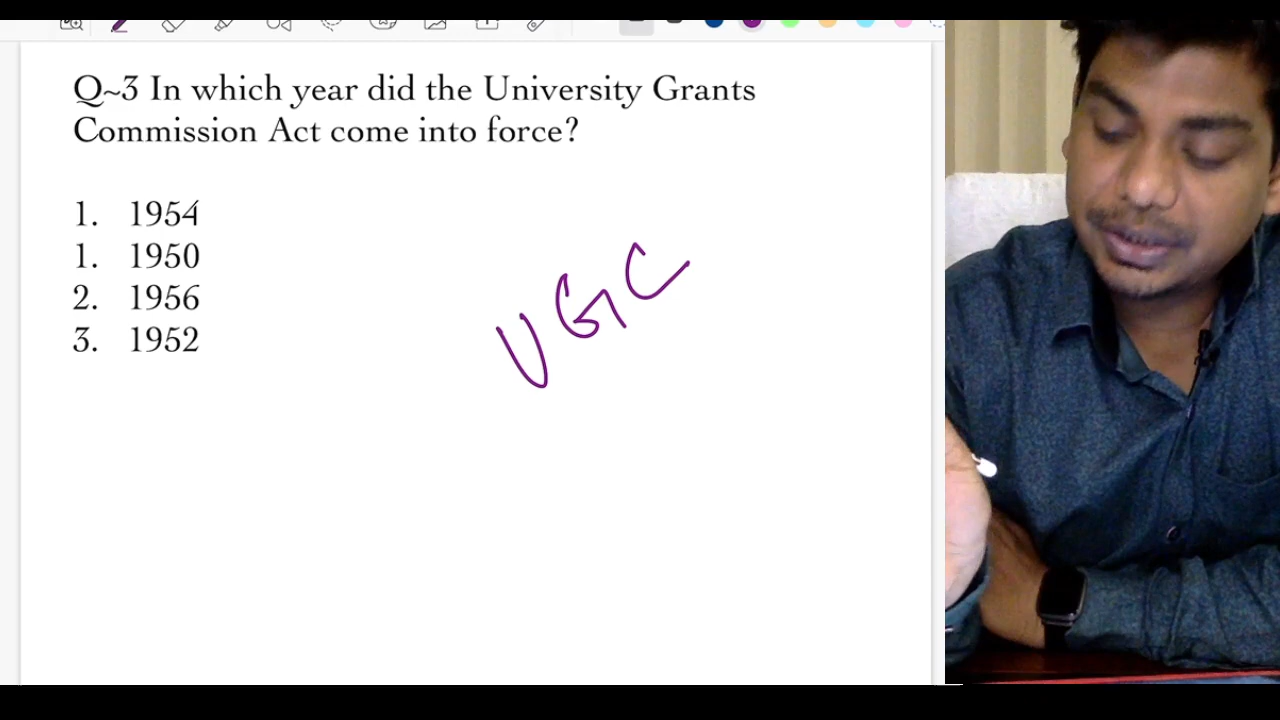 Q~3 In which year did the University Grants
Commission Act come into force?
1. 1954
1. 1950
2. 1956
3. 1952
UGC